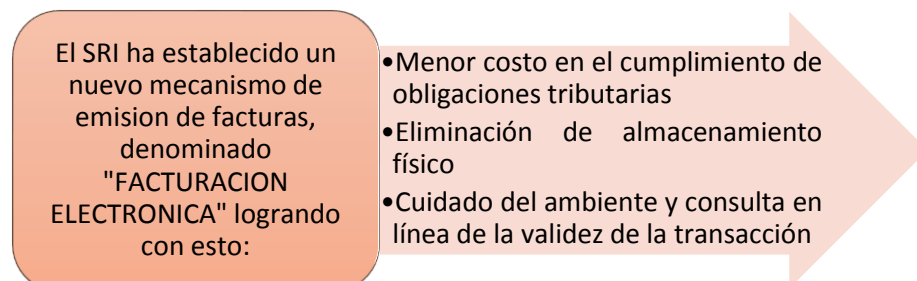 El SRI ha establecido un
nuevo mecanismo de
emision de facturas,
denominado
"FACTURACION
ELECTRONICA" logrando
con esto:
•Menor costo en el cumplimiento de
obligaciones tributarias
•Eliminación de almacenamiento
físico
•Cuidado del ambiente y consulta en
línea de la validez de la transacción